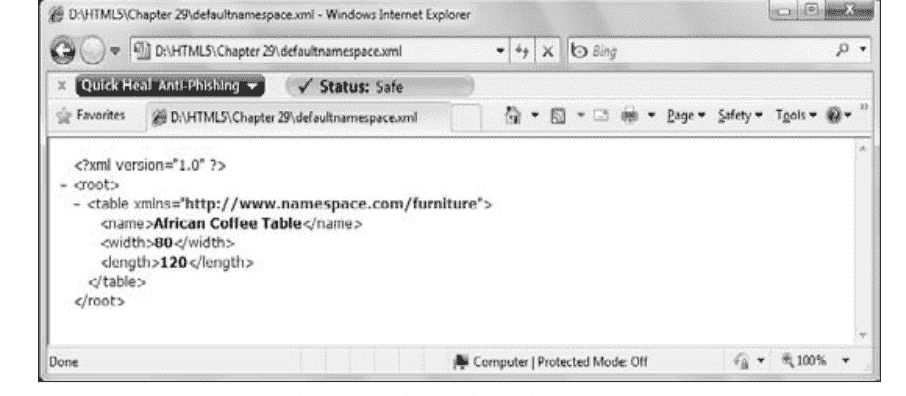 D:\HTML5\Chapter 29\defaultnamespace.xml - Windows Internet Explorer
D:\HTML5\Chapter 29\defaultnamespace.xml
Bing
x Quick Heal Anti-Phishing Status: Safe
Favorites D:\HTML5\Chapter 29\defaultnamespace.xml Page Safety Tools
<?xml version="1.0" ?>
- <root>
- <table xmlns="http://www.namespace.com/furniture">
<name>African Coffee Table</name>
<width>80</width>
<length>120</length>
</table>
</root>
Done Computer | Protected Mode: Off 100%